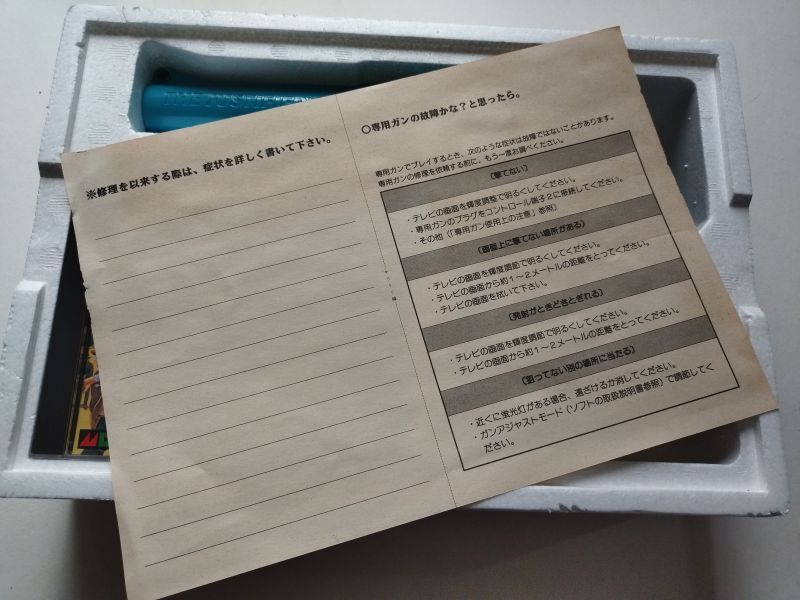 ※修理を以来する際は、症状を詳しく書いて下さい。
○専用ガンの故障かな?と思ったら。
専用ガンでプレイするとき、次のような症状は故障ではないことがあります。
専用ガンの修理を依頼する前に、もう一度お調べください。
〔撃てない〕
・テレビの画面を輝度調整で明るくしてください。
・専用ガンのプラグをコントロール端子2に接続してください。
・その他(「専用ガン使用上の注意」参照)
〔画面上に撃てない場所がある〕
・テレビの画面を輝度調節で明るくしてください。
・テレビの画面から約1〜2メートルの距離をとってください。
・テレビの画面を拭いて下さい。
〔発射がときどきとぎれる〕
・テレビの画面を輝度調節で明るくしてください。
・テレビの画面から約1〜2メートルの距離をとってください。
〔狙ってない別の場所に当たる〕
・近くに蛍光灯がある場合、遠ざけるか消してください。
・ガンアジャストモード(ソフトの取扱説明書参照)で調節してく
ださい。